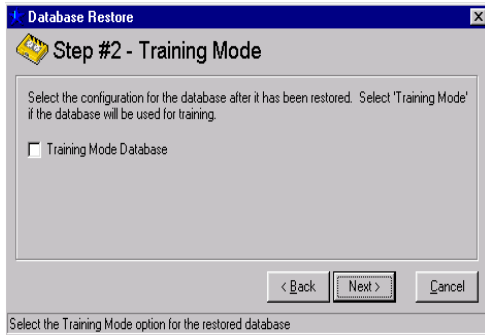 Database Restore
Step #2 - Training Mode
Select the configuration for the database after it has been restored.  Select 'Training Mode'
if the database will be used for training.
Training Mode Database
< Back
Next >
Cancel
Select the Training Mode option for the restored database